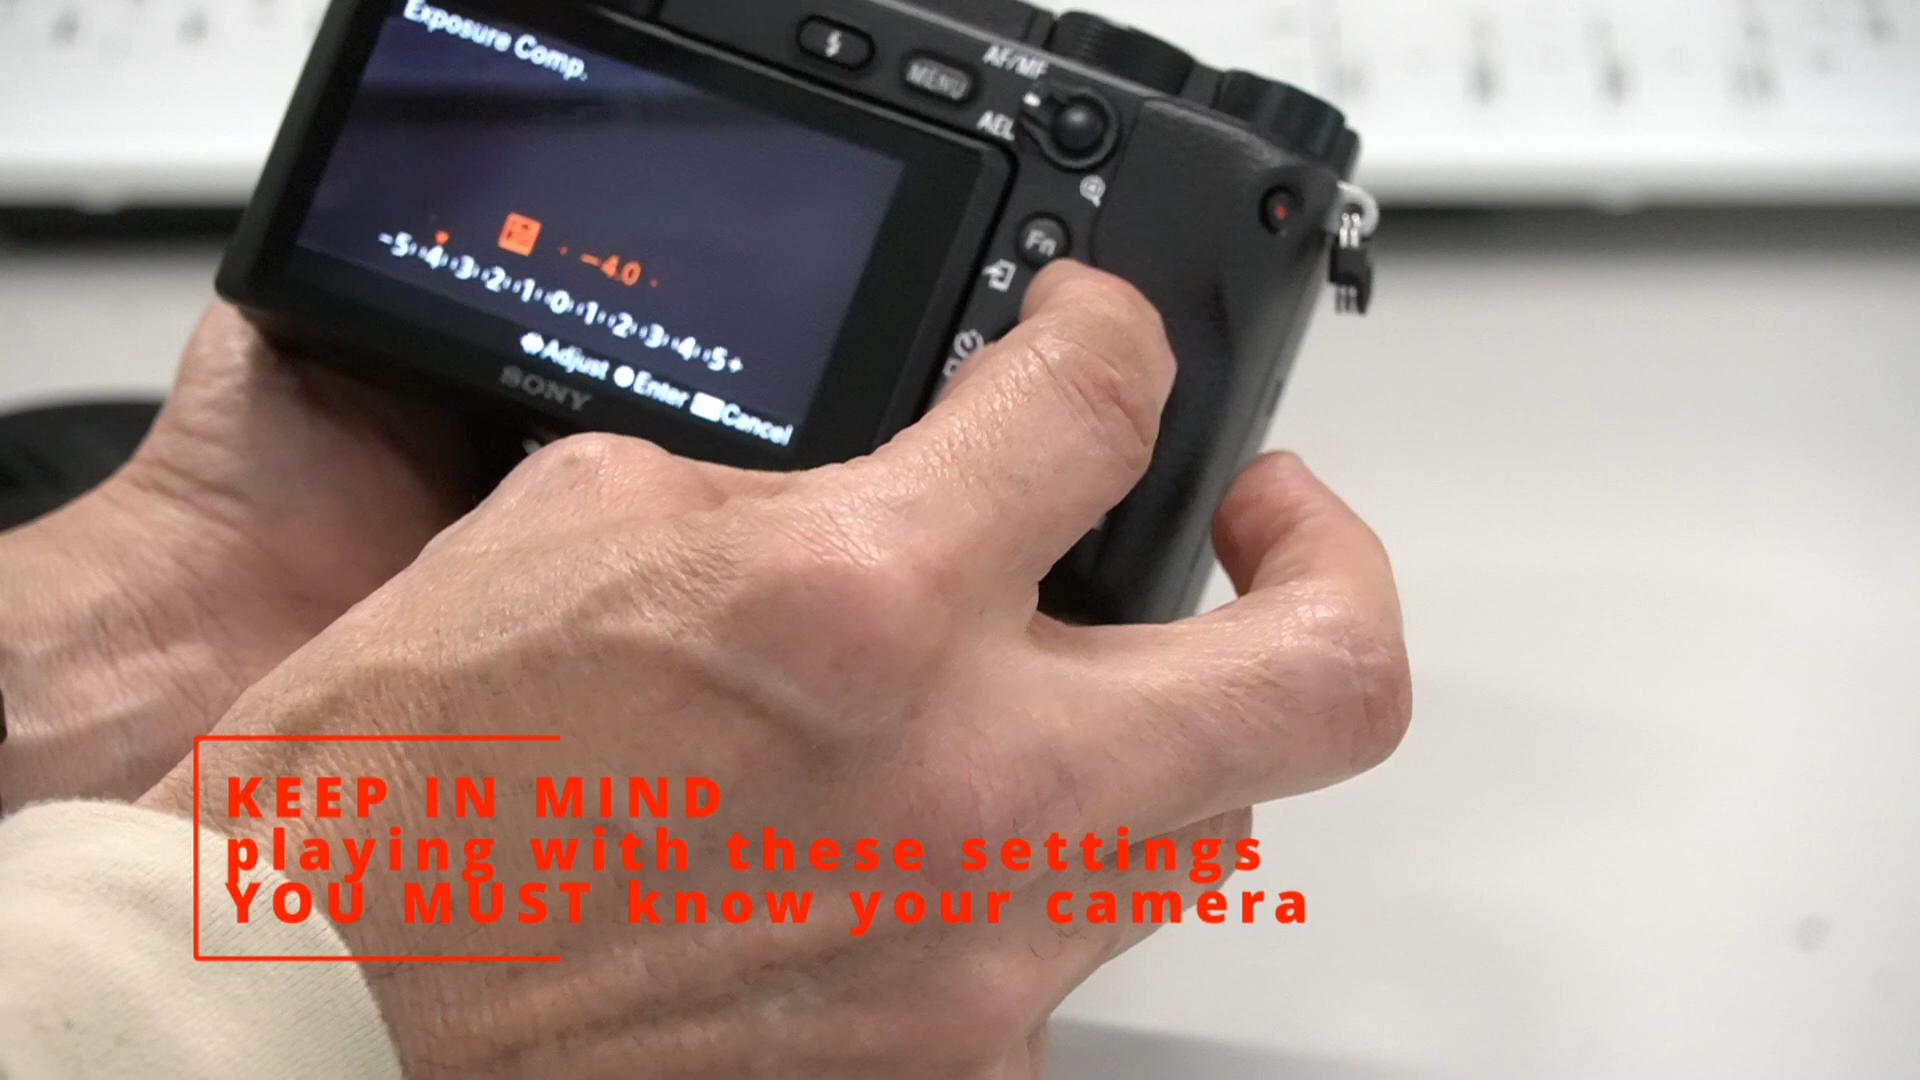 Exposure Comp.
MENU
AF/MF
AEL
Fn
-4.0
-5··4··3··2··1··0··1··2··3··4··5+
Adjust Enter Cancel
SONY
KEEP IN MIND
playing with these settings
YOU MUST know your camera